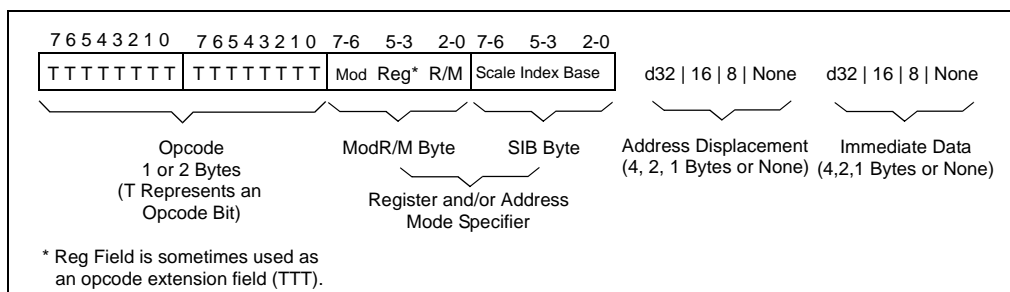 7 6 5 4 3 2 1 0 7 6 5 4 3 2 1 0 7-6 5-3 2-0 7-6 5-3 2-0
T T T T T T T T T T T T T T T T Mod Reg* R/M Scale Index Base d32 | 16 | 8 | None d32 | 16 | 8 | None
Opcode
1 or 2 Bytes
(T Represents an
Opcode Bit)
ModR/M Byte
SIB Byte
Register and/or Address
Mode Specifier
Address Displacement
(4, 2, 1 Bytes or None)
Immediate Data
(4,2,1 Bytes or None)
* Reg Field is sometimes used as
an opcode extension field (TTT).